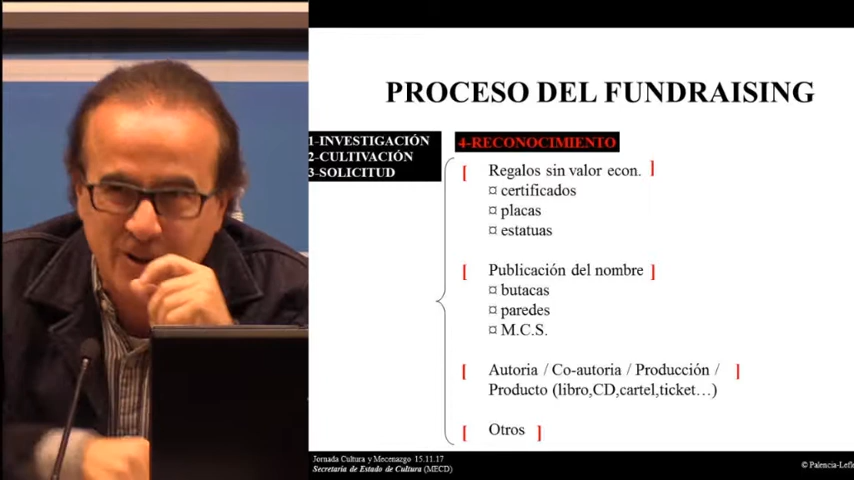 PROCESO DEL FUNDRAISING
1-INVESTIGACIÓN
2-CULTIVACIÓN
3-SOLICITUD
4-RECONOCIMIENTO
[ Regalos sin valor econ. ]
¤ certificados
¤ placas
¤ estatuas
[ Publicación del nombre ]
¤ butacas
¤ paredes
¤ M.C.S.
[ Autoria / Co-autoria / Producción / ]
Producto (libro,CD,cartel,ticket…)
[ Otros ]
Jornada Cultura y Mecenazgo 15.11.17
Secretaría de Estado de Cultura (MECD)
© Palencia-Lefle